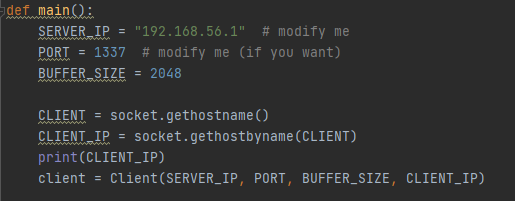 def main():
    SERVER_IP = "192.168.56.1"  # modify me
    PORT = 1337  # modify me (if you want)
    BUFFER_SIZE = 2048

    CLIENT = socket.gethostname()
    CLIENT_IP = socket.gethostbyname(CLIENT)
    print(CLIENT_IP)
    client = Client(SERVER_IP, PORT, BUFFER_SIZE, CLIENT_IP)